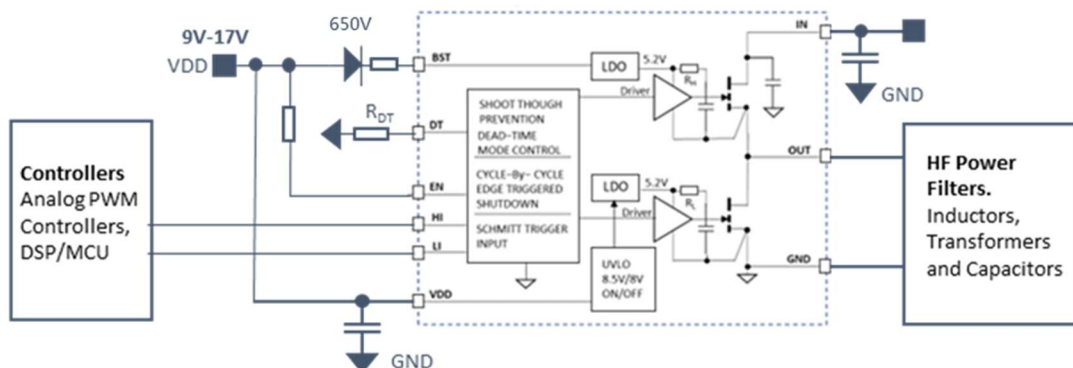 650V
9V-17V
VDD
BST
LDO
5.2V
RH
Driver
IN
GND
RDT
DT
SHOOT THOUGH
PREVENTION
DEAD-TIME
MODE CONTROL
CYCLE-By- CYCLE
EDGE TRIGGERED
SHUTDOWN
SCHMITT TRIGGER
INPUT
EN
HI
LI
VDD
LDO
5.2V
RL
Driver
UVLO
8.5V/8V
ON/OFF
OUT
GND
Controllers
Analog PWM
Controllers,
DSP/MCU
HF Power
Filters.
Inductors,
Transformers
and Capacitors
GND